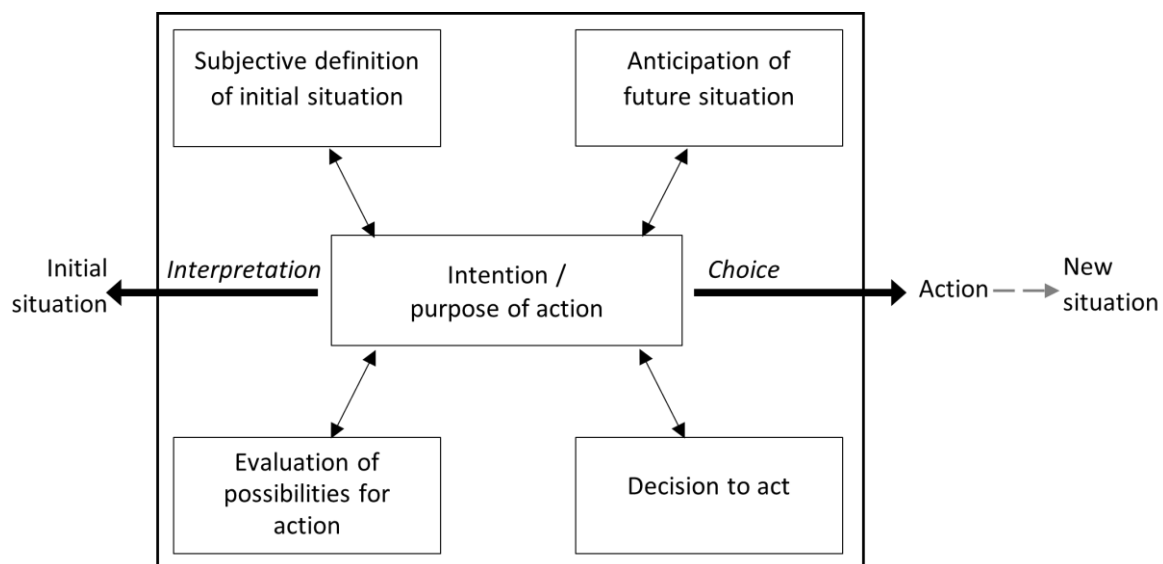 Subjective definition
of initial situation
Anticipation of
future situation
Initial
situation
Interpretation
Intention /
purpose of action
Choice
Action
New
situation
Evaluation of
possibilities for
action
Decision to act